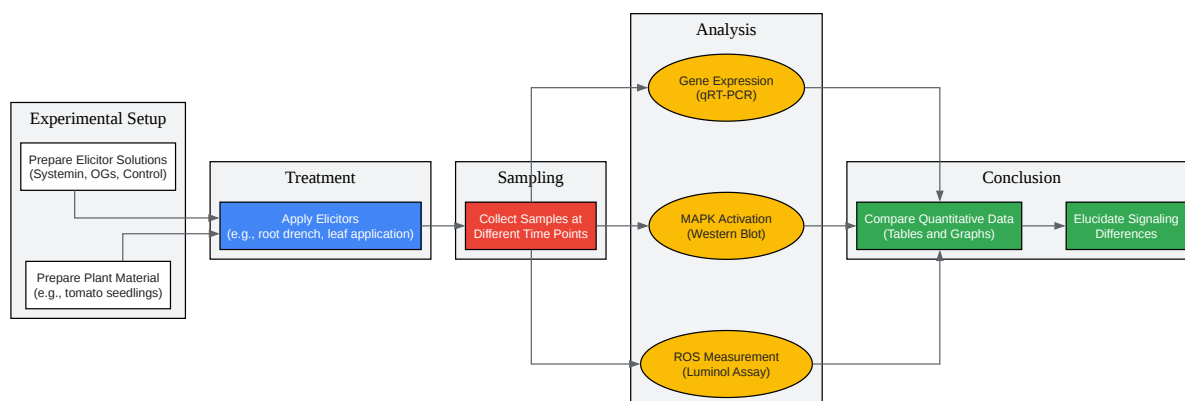 Experimental Setup
Prepare Elicitor Solutions
(Systemin, OGs, Control)
Prepare Plant Material
(e.g., tomato seedlings)
Treatment
Apply Elicitors
(e.g., root drench, leaf application)
Sampling
Collect Samples at
Different Time Points
Analysis
Gene Expression
(qRT-PCR)
MAPK Activation
(Western Blot)
ROS Measurement
(Luminol Assay)
Conclusion
Compare Quantitative Data
(Tables and Graphs)
Elucidate Signaling
Differences